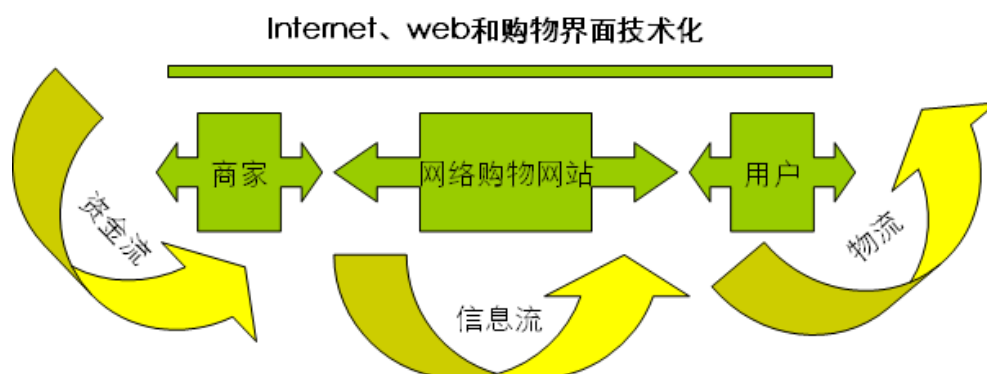 Internet、web和购物界面技术化
商家
网络购物网站
用户
资金流
信息流
物流